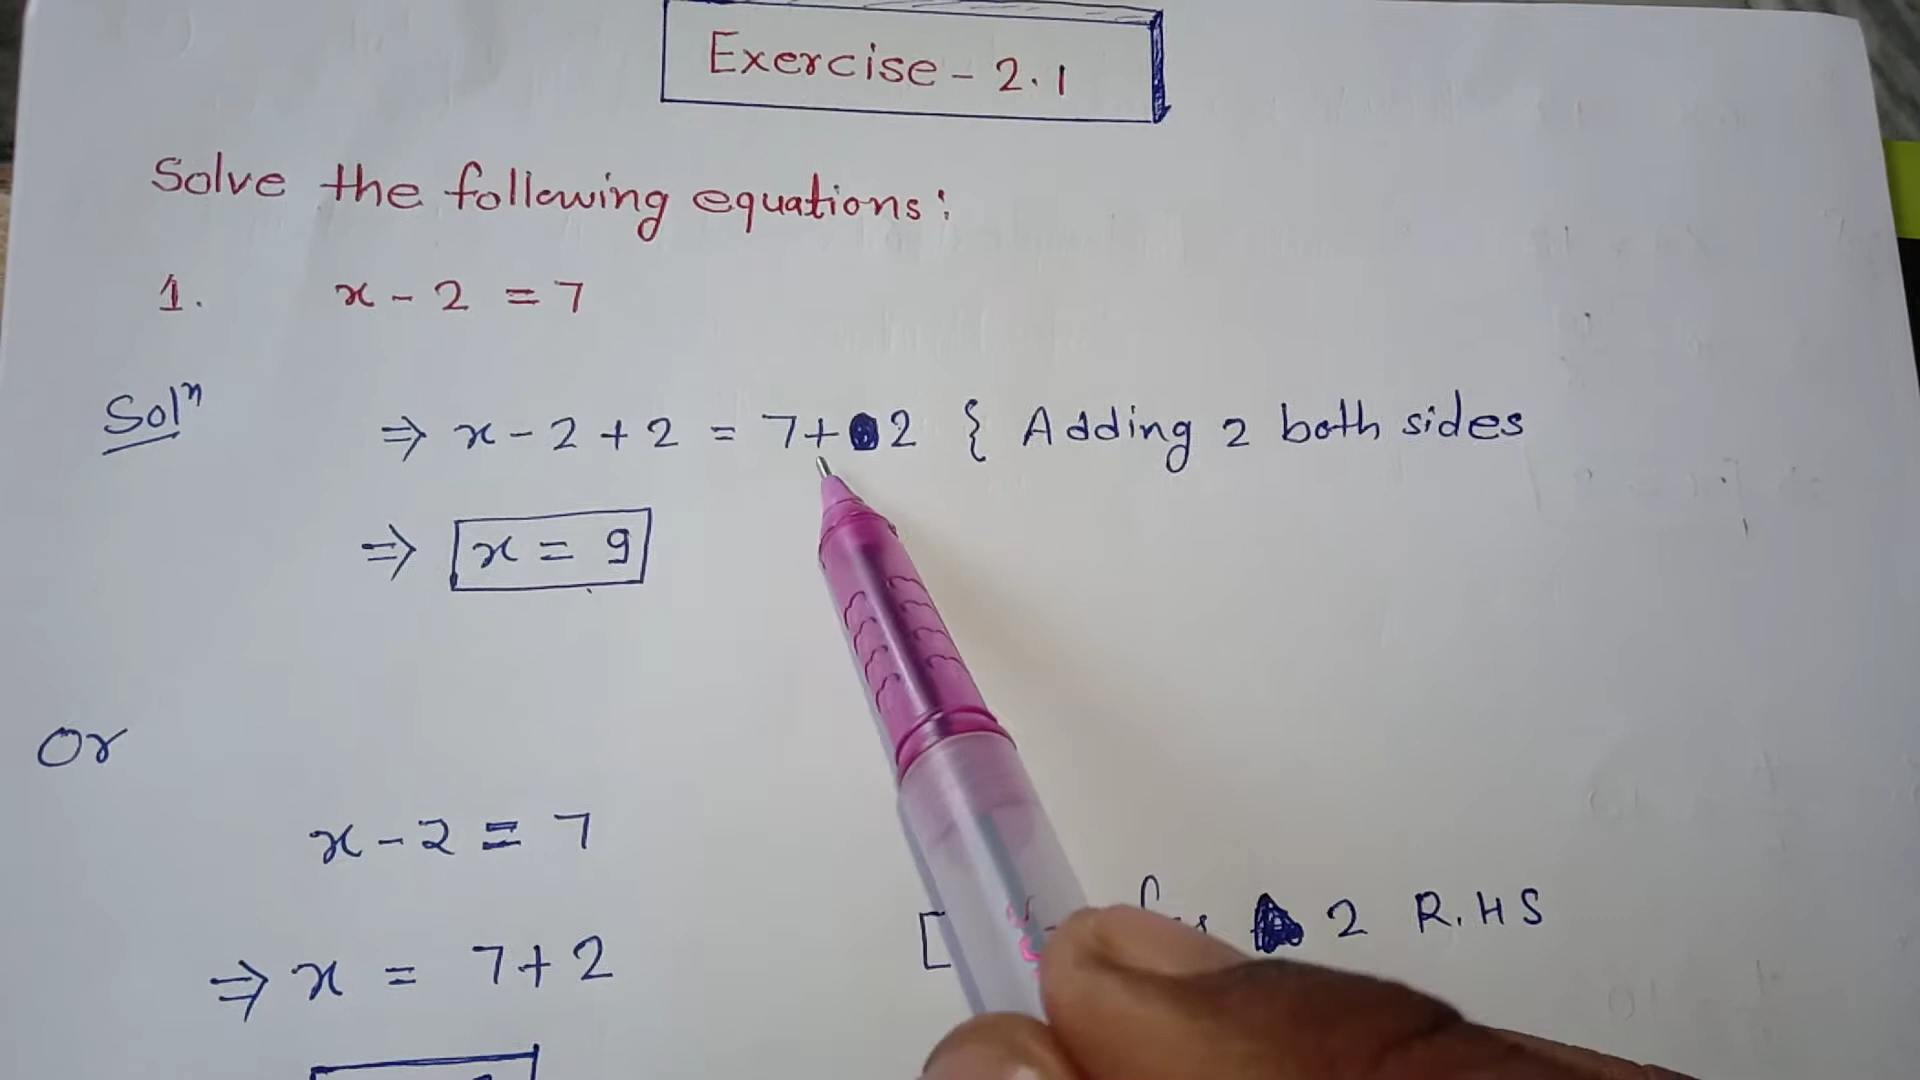 Exercise - 2.1
Solve the following equations:
1. x - 2 = 7
Solⁿ ⇒ x - 2 + 2 = 7 + 2 { Adding 2 both sides
⇒ x = 9
Or
x - 2 = 7
[ 2 R.H S
⇒ x = 7 + 2